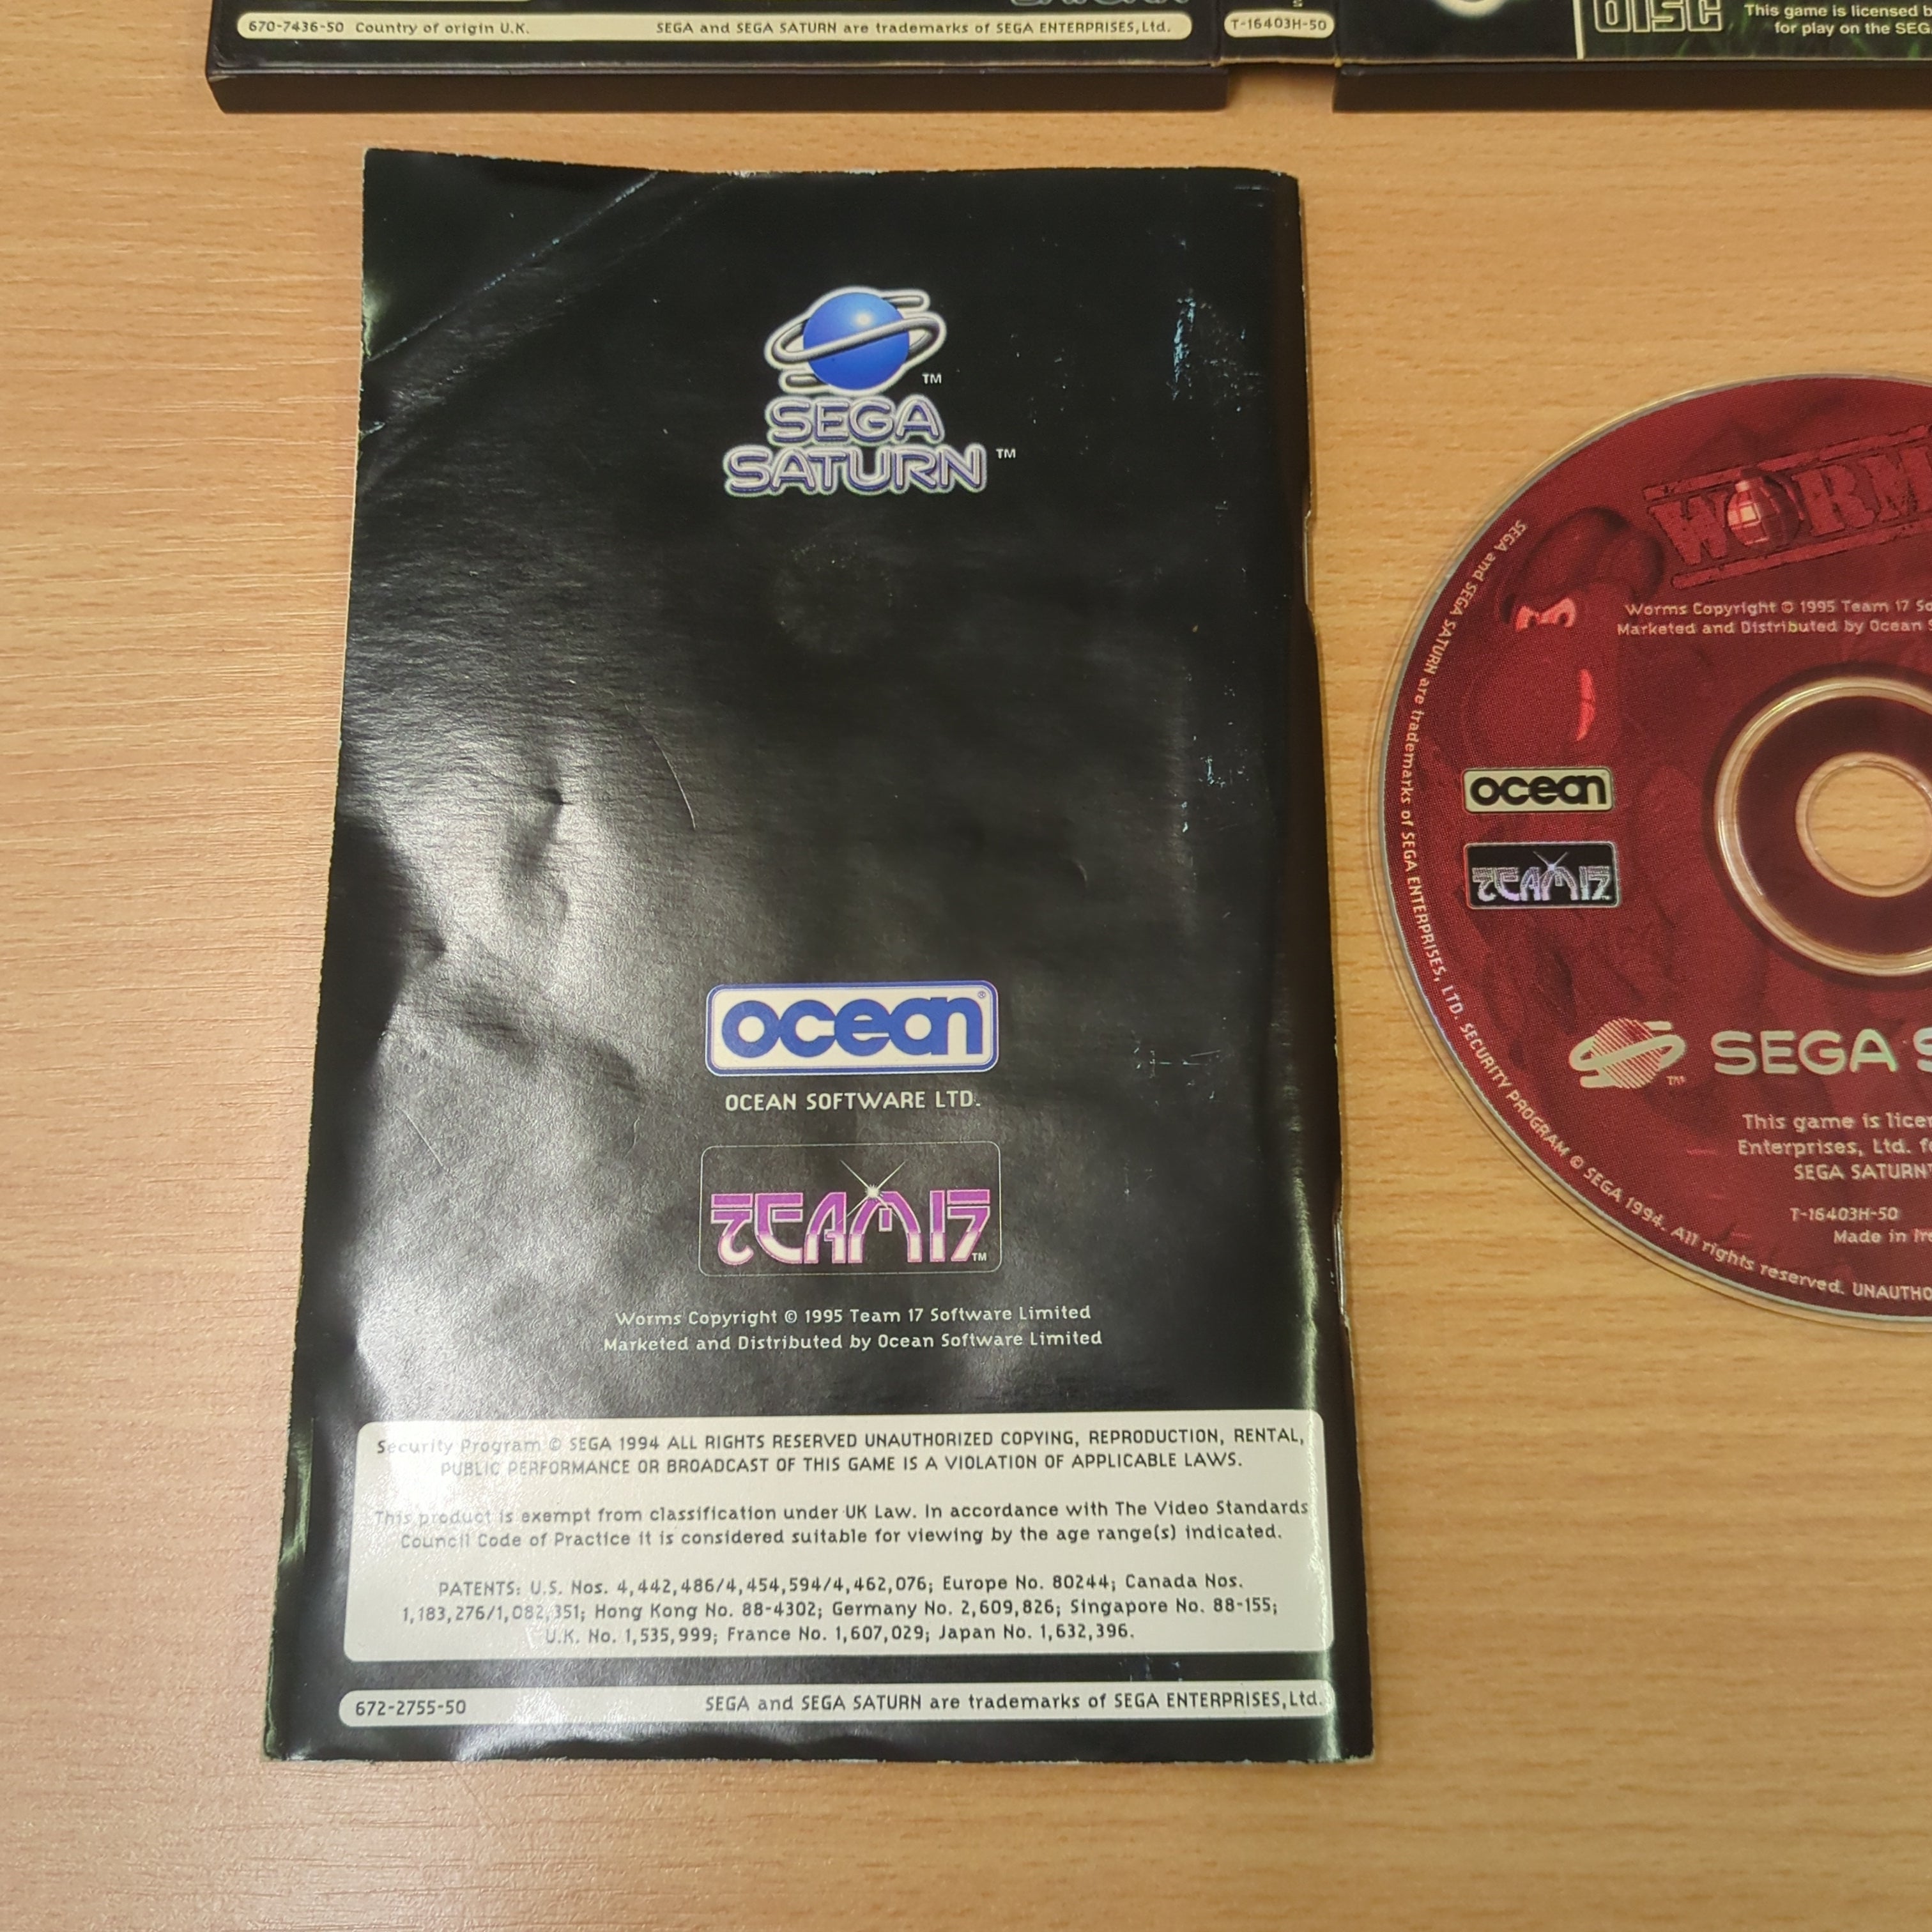 670-7436-50 Country of origin U.K.
SEGA and SEGA SATURN are trademarks of SEGA ENTERPRISES,Ltd.
T-16403H-50
DISC
This game is licensed
for play on the
TM
SEGA
SATURN™
ocean®
OCEAN SOFTWARE LTD.
TEAM17™
Worms Copyright © 1995 Team 17 Software Limited
Marketed and Distributed by Ocean Software Limited
Security Program © SEGA 1994 ALL RIGHTS RESERVED UNAUTHORIZED COPYING, REPRODUCTION, RENTAL,
PUBLIC PERFORMANCE OR BROADCAST OF THIS GAME IS A VIOLATION OF APPLICABLE LAWS.
This product is exempt from classification under UK Law. In accordance with The Video Standards
Council Code of Practice it is considered suitable for viewing by the age range(s) indicated.
PATENTS: U.S. Nos. 4,442,486/4,454,594/4,462,076; Europe No. 80244; Canada Nos.
1,183,276/1,082,351; Hong Kong No. 88-4302; Germany No. 2,609,826; Singapore No. 88-155;
U.K. No. 1,535,999; France No. 1,607,029; Japan No. 1,632,396.
672-2755-50
SEGA and SEGA SATURN are trademarks of SEGA ENTERPRISES,Ltd.
WORM
Worms Copyright © 1995 Team 17
Marketed and Distributed by Ocean
ocean
TEAM17
™ SEGA
This game is
Enterprises, Ltd.
SEGA SATURN
T-16403H-50
Made in
SEGA and SEGA SATURN are trademarks of SEGA ENTERPRISES, LTD. SECURITY PROGRAM © SEGA 1994. All rights reserved.